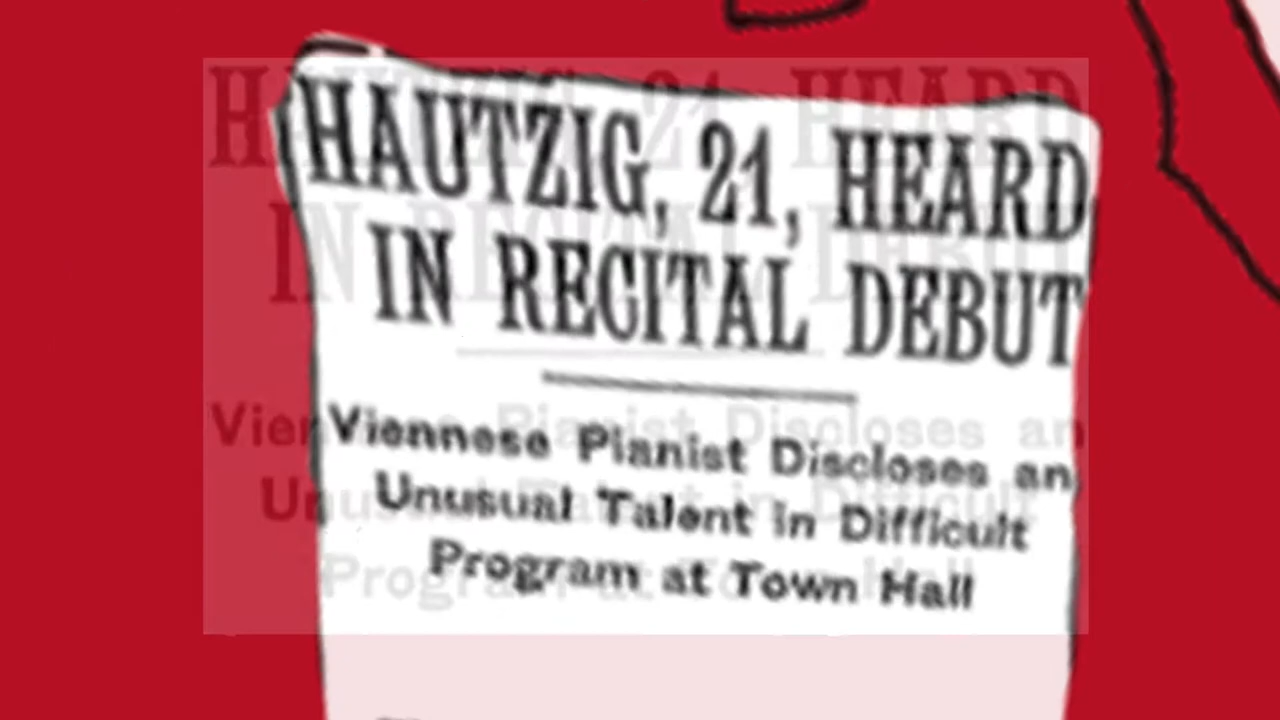 HAUTZIG, 21, HEARD
IN RECITAL DEBUT
Viennese Pianist Discloses an
Unusual Talent in Difficult
Program at Town Hall